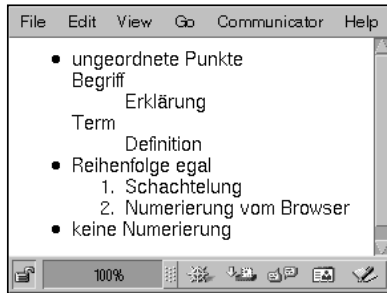 File Edit View Go Communicator Help
• ungeordnete Punkte
Begriff
Erklärung
Term
Definition
• Reihenfolge egal
1. Schachtelung
2. Numerierung vom Browser
• keine Numerierung
100%